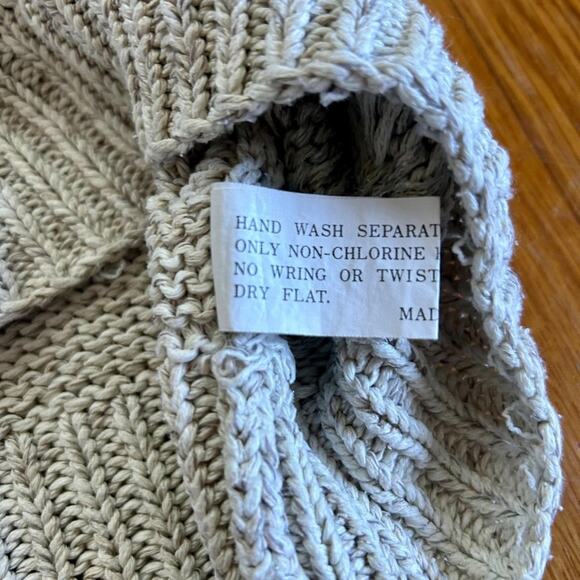 HAND WASH SEPARAT
ONLY NON-CHLORINE
NO WRING OR TWIST
DRY FLAT.
MAD